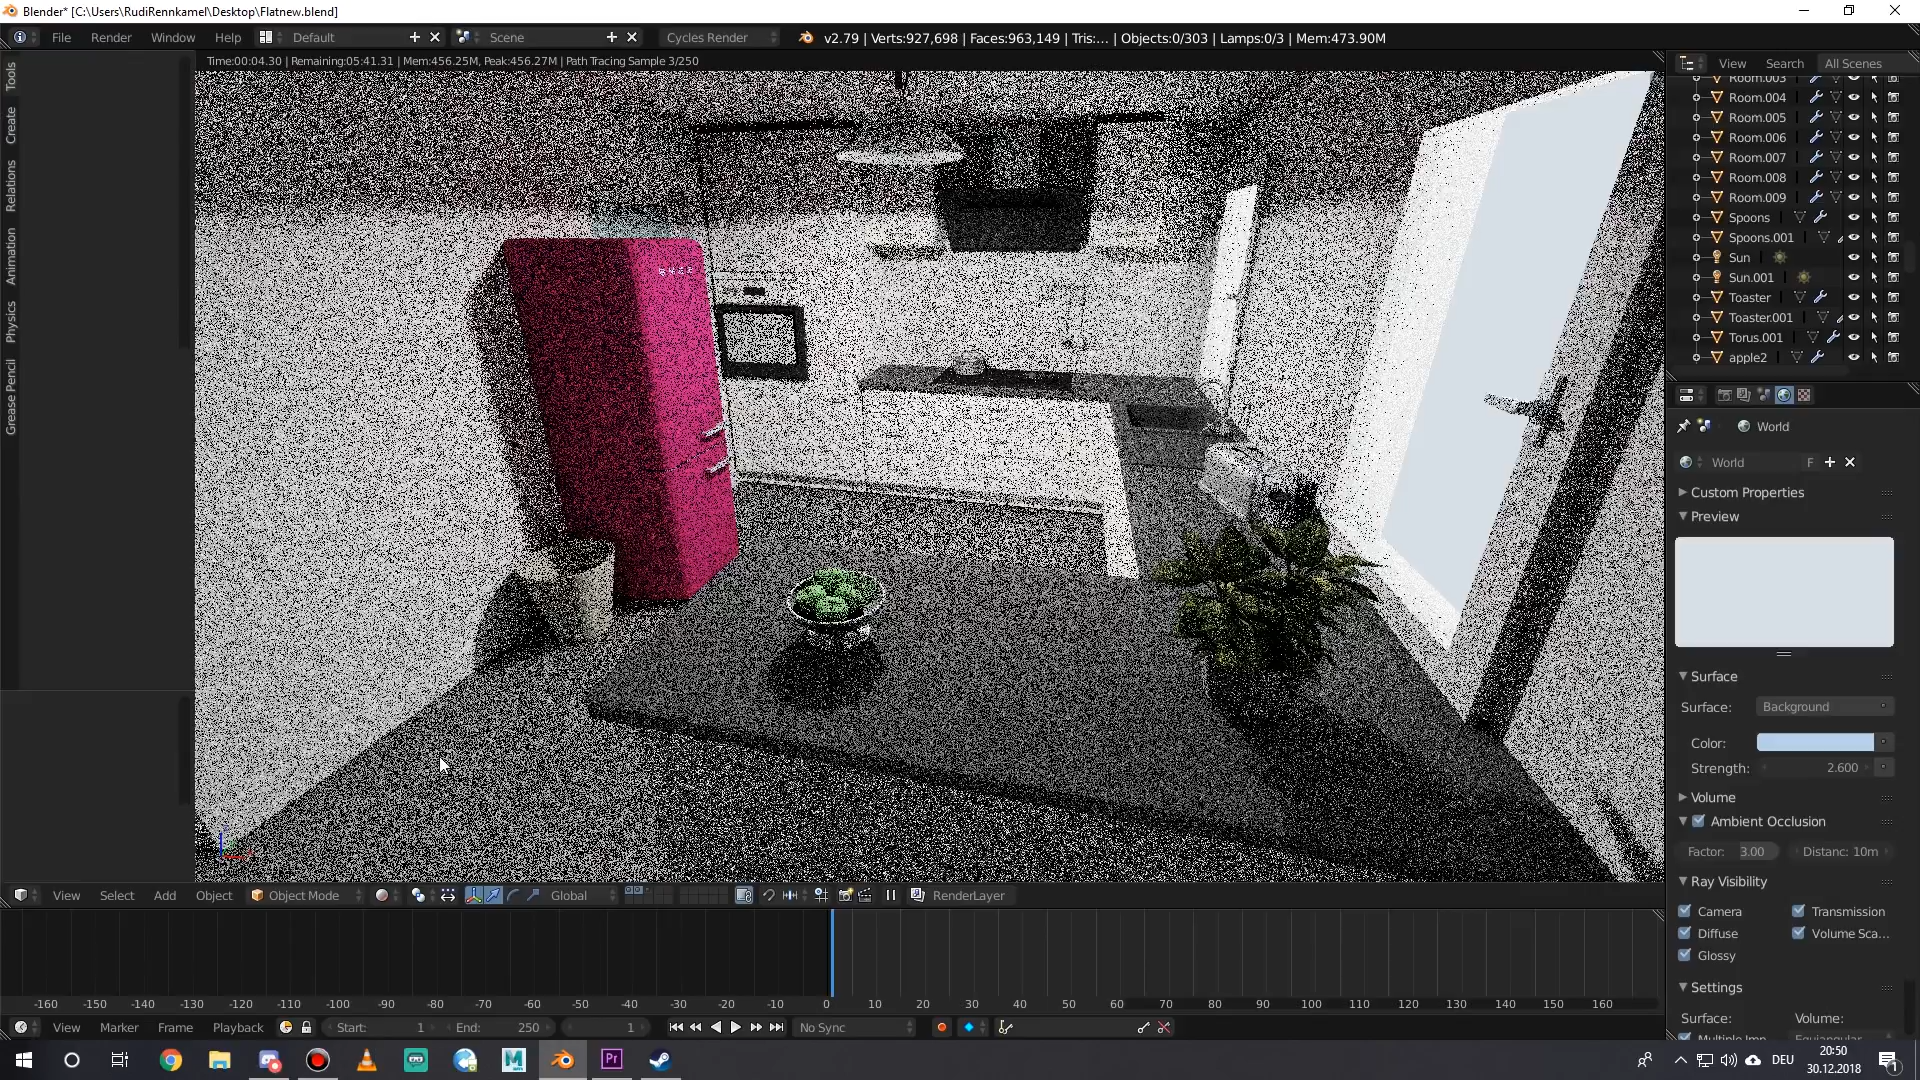 Blender* [C:\Users\RudiRennkamel\Desktop\Flatnew.blend]
File Render Window Help Default Scene Cycles Render v2.79 | Verts:927,698 | Faces:963,149 | Tris:... | Objects:0/303 | Lamps:0/3 | Mem:473.90M
Time:00:04.30 | Remaining:05:41.31 | Mem:456.25M, Peak:456.27M | Path Tracing Sample 3/250
View Search All Scenes
Tools
Create
Relations
Animation
Physics
Grease Pencil
Room.003
Room.004
Room.005
Room.006
Room.007
Room.008
Room.009
Spoons
Spoons.001
Sun
Sun.001
Toaster
Toaster.001
Torus.001
apple2
World
World F
Custom Properties
Preview
Surface
Surface: Background
Color:
Strength: 2.600
Volume
Ambient Occlusion
Factor: 3.00 Distanc: 10m
Ray Visibility
Camera Transmission
Diffuse Volume Sca...
Glossy
Settings
Surface: Volume:
Multiple Imp Equiangular
View Select Add Object Object Mode Global RenderLayer
-160 -150 -140 -130 -120 -110 -100 -90 -80 -70 -60 -50 -40 -30 -20 -10 0 10 20 30 40 50 60 70 80 90 100 110 120 130 140 150 160
View Marker Frame Playback Start: 1 End: 250 1 No Sync
Pr
DEU
20:50
30.12.2018
1